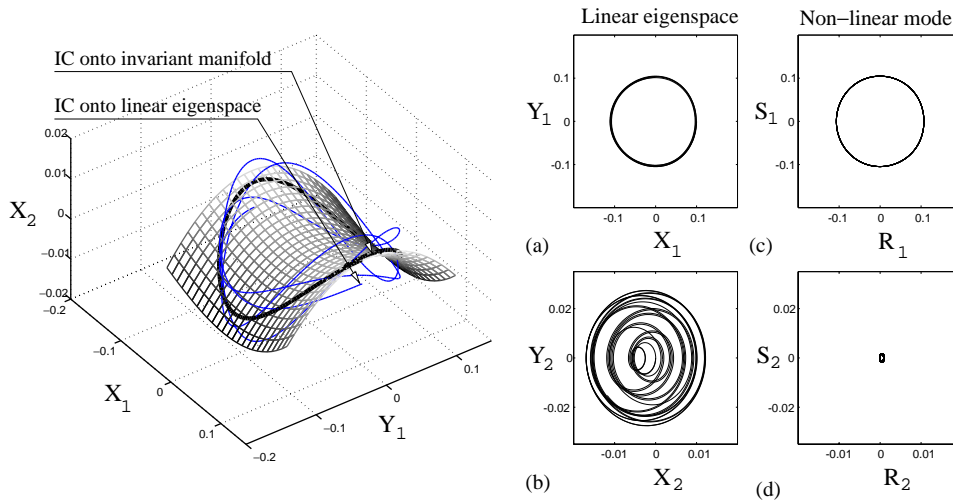 IC onto invariant manifold
IC onto linear eigenspace
0.02
0.01
0
−0.01
−0.02
X2
−0.2
−0.1
0
0.1
X1
−0.2
−0.1
0
0.1
Y1
Linear eigenspace
Non−linear mode
0.1
0
-0.1
Y1
-0.1 0 0.1
(a) X1
0.1
0
-0.1
S1
-0.1 0 0.1
(c) R1
0.02
0
-0.02
Y2
-0.01 0 0.01
(b) X2
0.02
0
-0.02
S2
-0.01 0 0.01
(d) R2